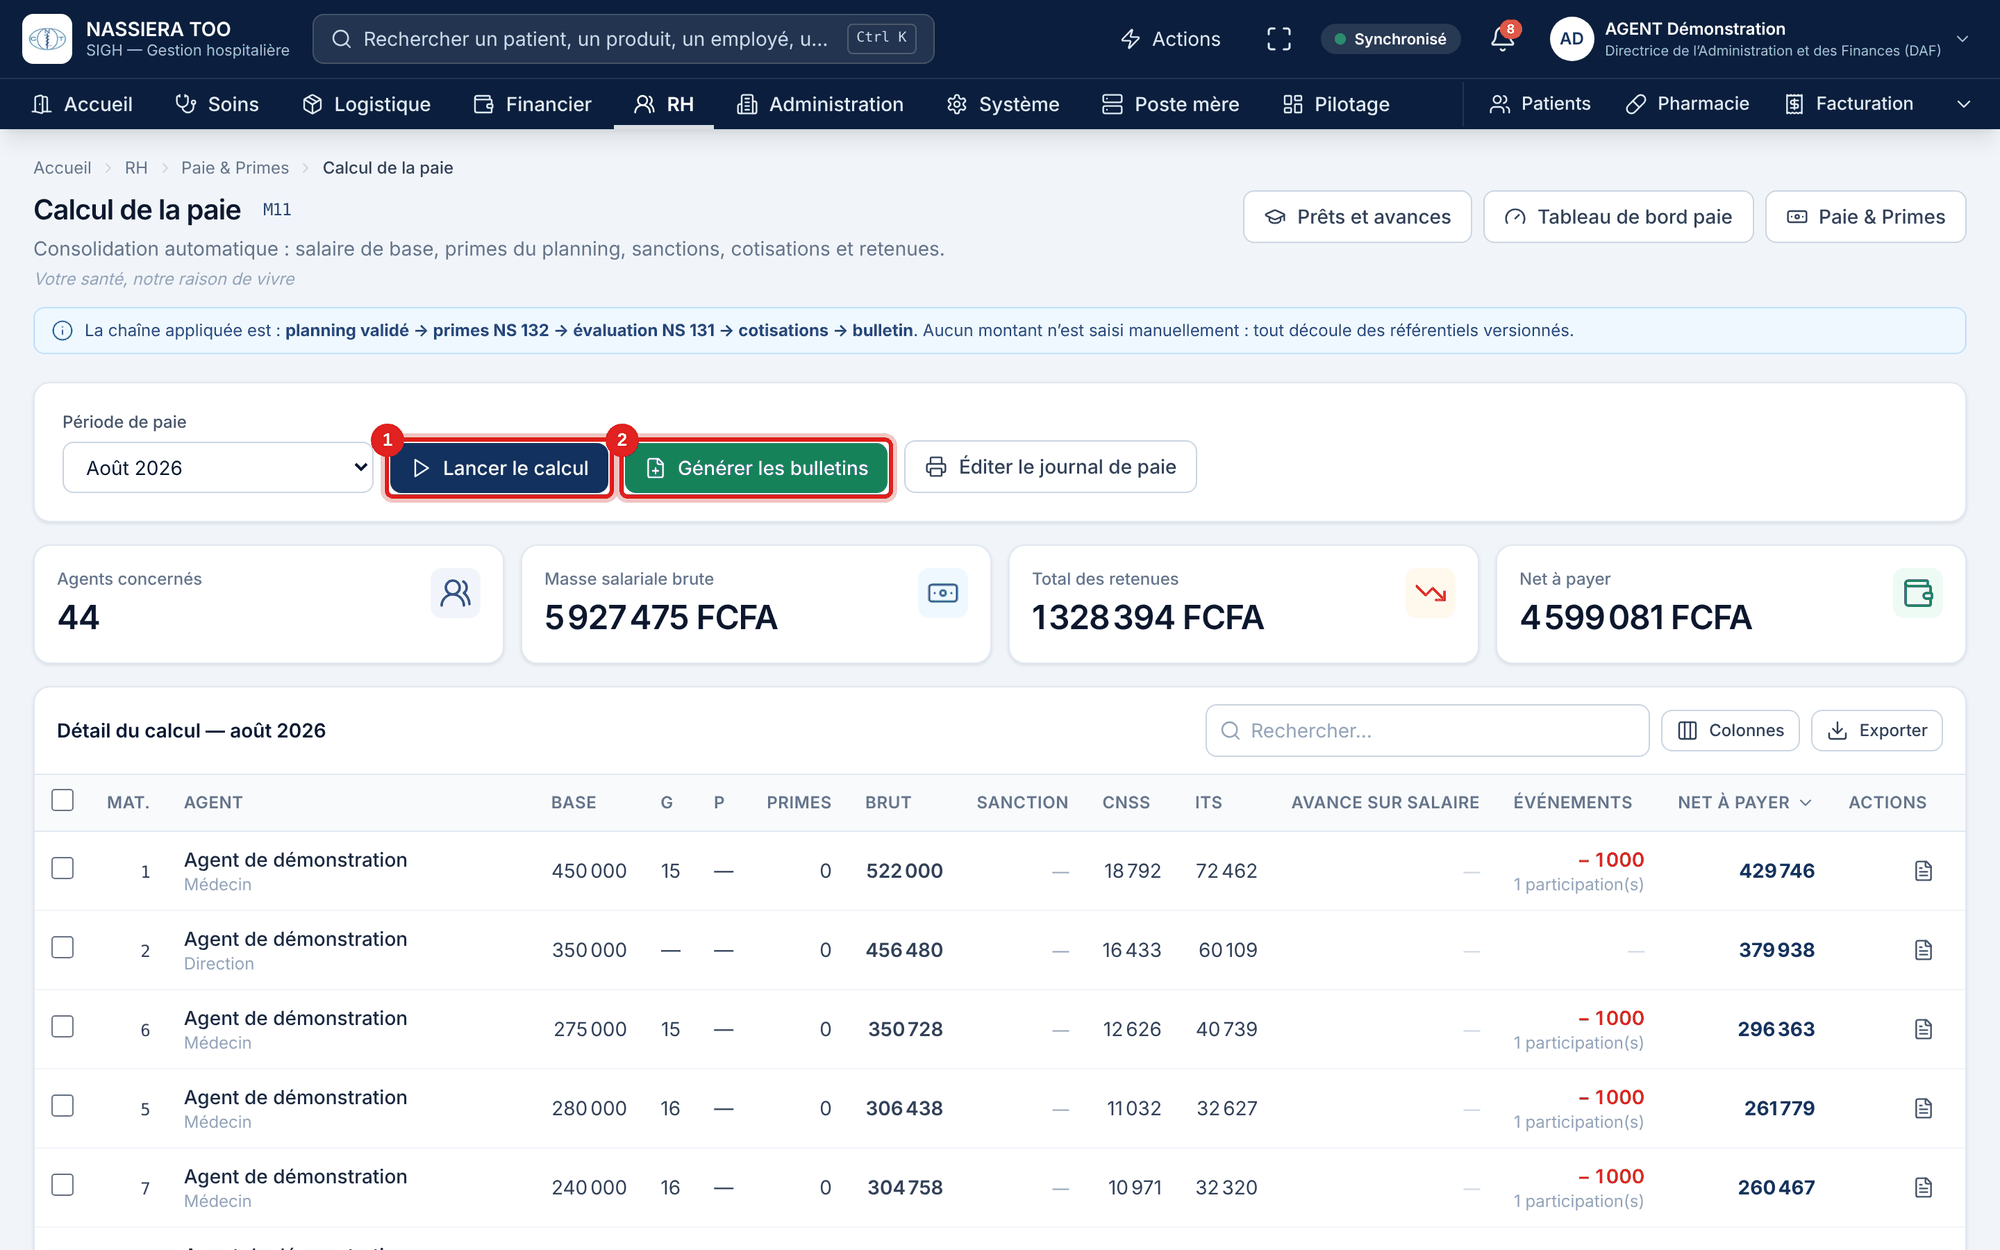 NASSIERA TOO
SIGH — Gestion hospitalière
Rechercher un patient, un produit, un employé, u...
Ctrl K
Actions
Synchronisé
8
AD
AGENT Démonstration
Directrice de l'Administration et des Finances (DAF)
Accueil
Soins
Logistique
Financier
RH
Administration
Système
Poste mère
Pilotage
Patients
Pharmacie
Facturation
Accueil > RH > Paie & Primes > Calcul de la paie
Calcul de la paie M11
Consolidation automatique : salaire de base, primes du planning, sanctions, cotisations et retenues.
Votre santé, notre raison de vivre
Prêts et avances
Tableau de bord paie
Paie & Primes
La chaîne appliquée est : planning validé → primes NS 132 → évaluation NS 131 → cotisations → bulletin. Aucun montant n'est saisi manuellement : tout découle des référentiels versionnés.
Période de paie
Août 2026
1
Lancer le calcul
2
Générer les bulletins
Éditer le journal de paie
Agents concernés
44
Masse salariale brute
5 927 475 FCFA
Total des retenues
1 328 394 FCFA
Net à payer
4 599 081 FCFA
Détail du calcul — août 2026
Rechercher...
Colonnes
Exporter
MAT. AGENT BASE G P PRIMES BRUT SANCTION CNSS ITS AVANCE SUR SALAIRE ÉVÉNEMENTS NET À PAYER ACTIONS
1 Agent de démonstration 450 000 15 — 0 522 000 — 18 792 72 462 — − 1 000 429 746
Médecin 1 participation(s)
2 Agent de démonstration 350 000 — — 0 456 480 — 16 433 60 109 — — 379 938
Direction
6 Agent de démonstration 275 000 15 — 0 350 728 — 12 626 40 739 — − 1 000 296 363
Médecin 1 participation(s)
5 Agent de démonstration 280 000 16 — 0 306 438 — 11 032 32 627 — − 1 000 261 779
Médecin 1 participation(s)
7 Agent de démonstration 240 000 16 — 0 304 758 — 10 971 32 320 — − 1 000 260 467
Médecin 1 participation(s)